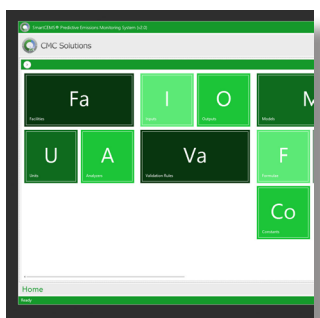 SmartCEMS® Predictive Emissions Monitoring System (v2.0)
CMC Solutions
Fa
Facilities
I
Inputs
O
Outputs
M
Models
U
Units
A
Analyzers
Va
Validation Rules
F
Formulas
Co
Constants
Home
Ready